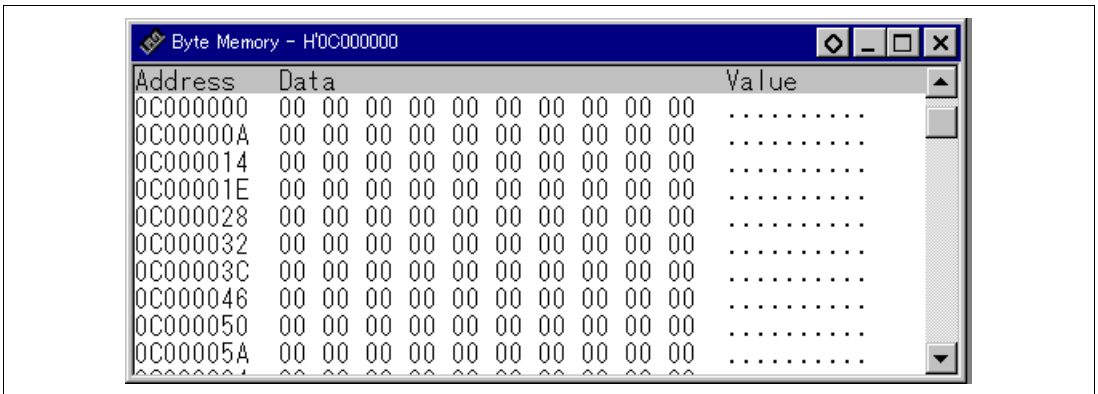 Byte Memory - H'0C000000
Address Data Value
0C000000 00 00 00 00 00 00 00 00 00 00 ..........
0C00000A 00 00 00 00 00 00 00 00 00 00 ..........
0C000014 00 00 00 00 00 00 00 00 00 00 ..........
0C00001E 00 00 00 00 00 00 00 00 00 00 ..........
0C000028 00 00 00 00 00 00 00 00 00 00 ..........
0C000032 00 00 00 00 00 00 00 00 00 00 ..........
0C00003C 00 00 00 00 00 00 00 00 00 00 ..........
0C000046 00 00 00 00 00 00 00 00 00 00 ..........
0C000050 00 00 00 00 00 00 00 00 00 00 ..........
0C00005A 00 00 00 00 00 00 00 00 00 00 ..........